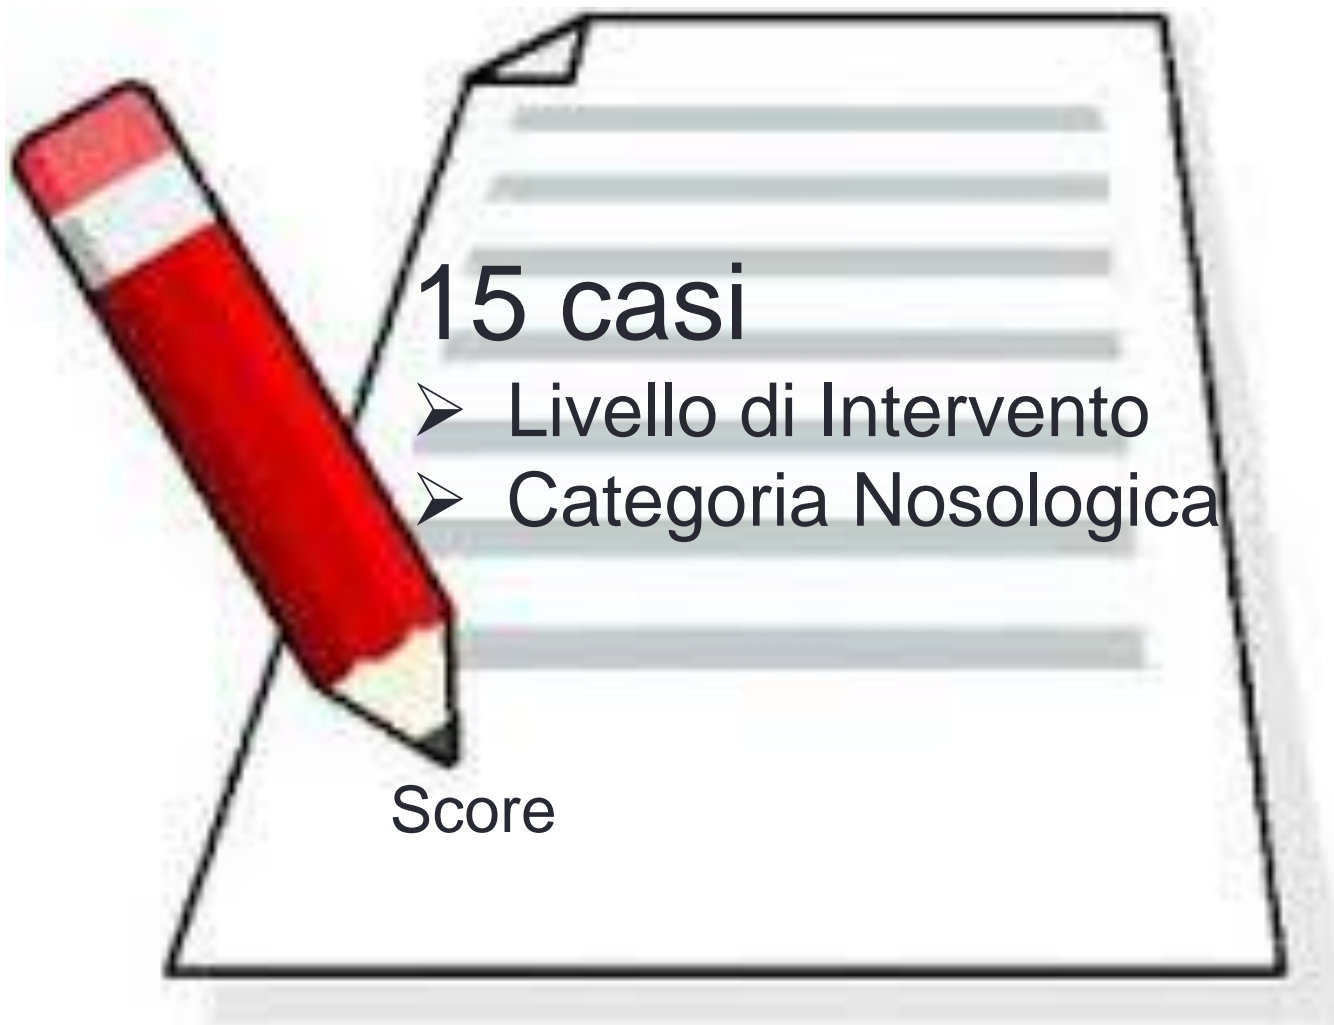 15 casi
➢ Livello di Intervento
➢ Categoria Nosologica
Score